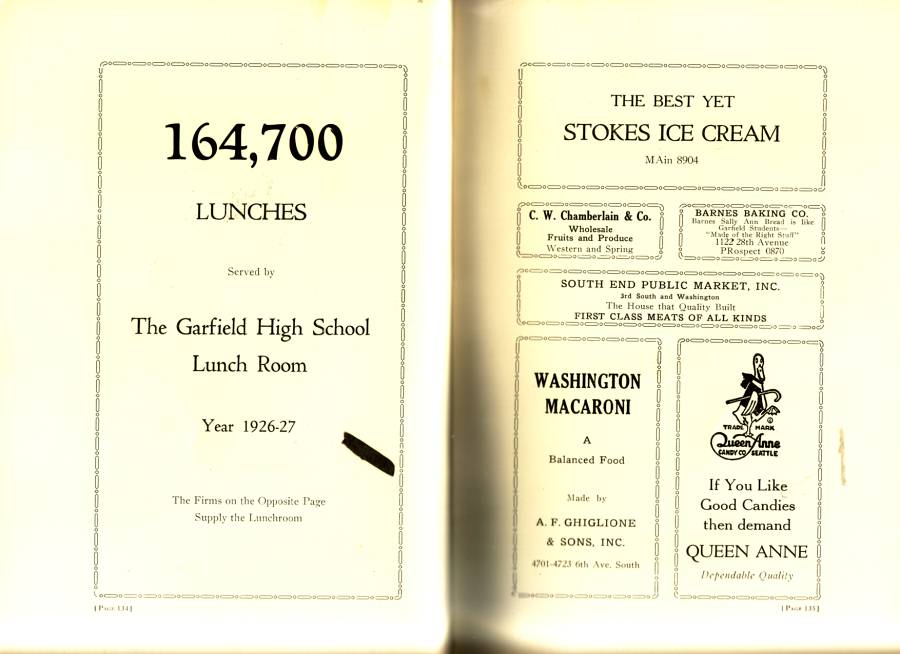 164,700
LUNCHES
Served by
The Garfield High School
Lunch Room
Year 1926-27
The Firms on the Opposite Page
Supply the Lunchroom
[PAGE 134]
THE BEST YET
STOKES ICE CREAM
MAin 8904
C. W. Chamberlain & Co.
Wholesale
Fruits and Produce
Western and Spring
BARNES BAKING CO.
Barnes Sally Ann Bread is like
Garfield Students—
"Made of the Right Stuff"
1122 28th Avenue
PRospect 0870
SOUTH END PUBLIC MARKET, INC.
3rd South and Washington
The House that Quality Built
FIRST CLASS MEATS OF ALL KINDS
WASHINGTON
MACARONI
A
Balanced Food
Made by
A. F. GHIGLIONE
& SONS, INC.
4701-4723 6th Ave. South
TRADE MARK
Queen Anne
CANDY CO SEATTLE
If You Like
Good Candies
then demand
QUEEN ANNE
Dependable Quality
[PAGE 135]